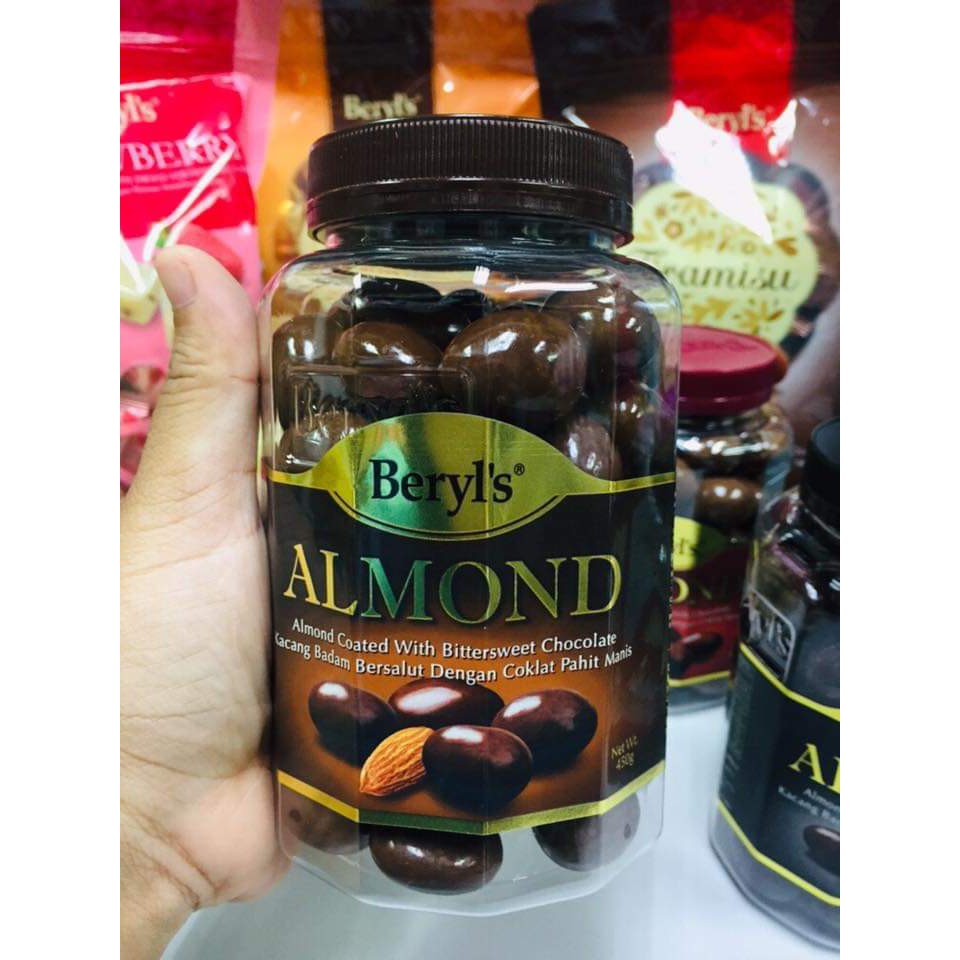 Beryl's
Beryl's
Beryl's
Tiramisu
Beryl's®
ALMOND
Almond Coated With Bittersweet Chocolate
Kacang Badam Bersalut Dengan Coklat Pahit Manis
Net Wt.
450g